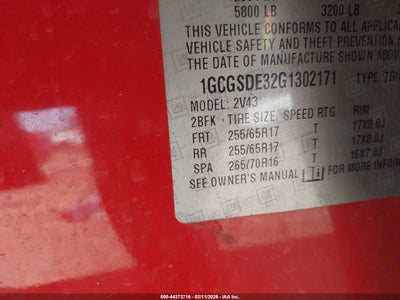 5800 LB 3200 LB
THIS VEHICLE CONFORMS TO ALL
VEHICLE SAFETY AND THEFT PREVENTION
THE DATE OF MANUFACTURE SHOWN ABOV
1GCGSDE32G1302171 TYPE:
MODEL: 2V43
2BFK · TIRE SIZE SPEED RTG RIM
FRT 255/65R17 T 17X8.0J
RR 255/65R17 T 17X8.0J
SPA 265/70R16 T 16X7.0J
SEE OWNER'S MANUAL FOR MORE INFOR
000-44373716 - 02/11/2026 - IAA Inc.